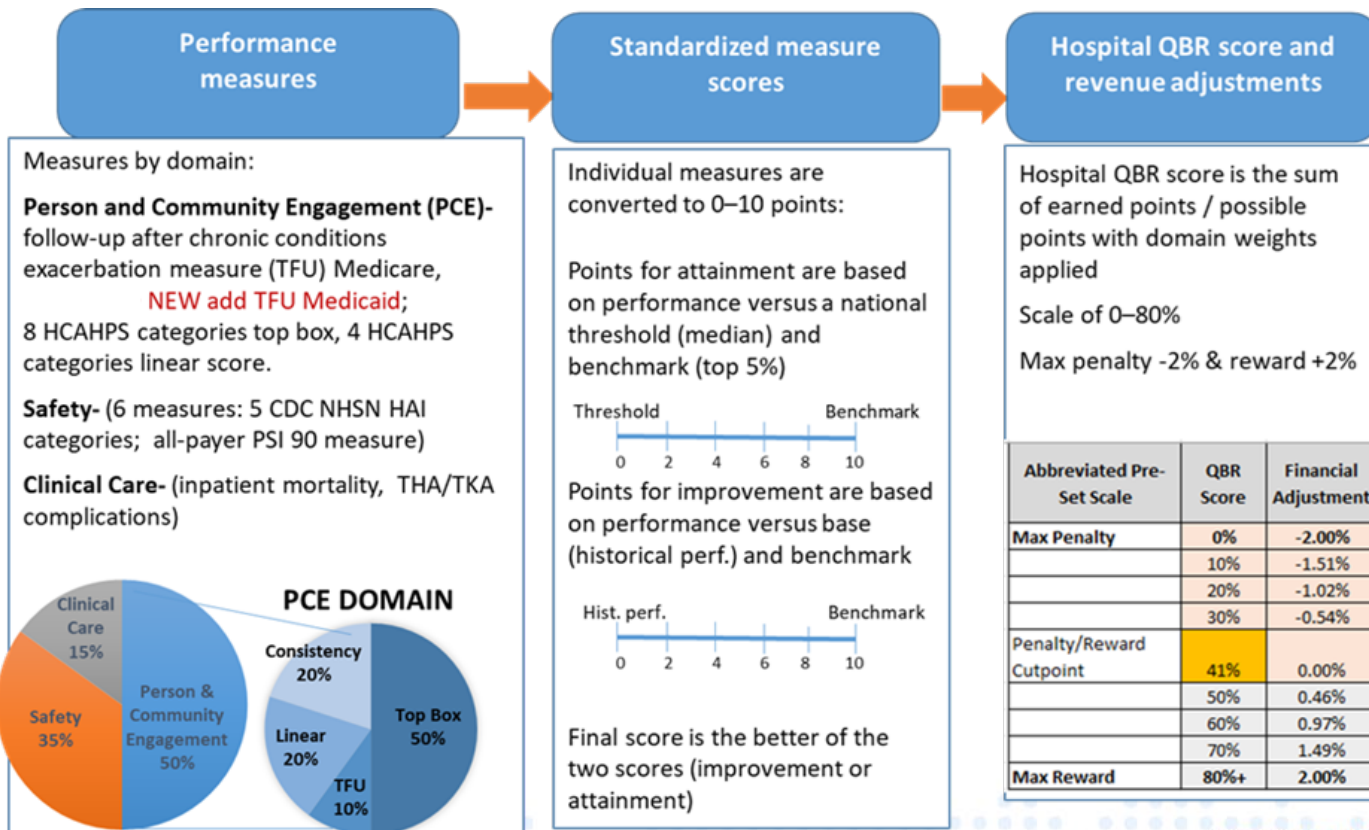 Performance
measures
Standardized measure
scores
Hospital QBR score and
revenue adjustments
Measures by domain:
Person and Community Engagement (PCE)-
follow-up after chronic conditions
exacerbation measure (TFU) Medicare,
NEW add TFU Medicaid;
8 HCAHPS categories top box, 4 HCAHPS
categories linear score.
Safety- (6 measures: 5 CDC NHSN HAI
categories;  all-payer PSI 90 measure)
Clinical Care- (inpatient mortality,  THA/TKA
complications)
Clinical
Care
15%
Safety
35%
Person &
Community
Engagement
50%
PCE DOMAIN
Consistency
20%
Linear
20%
TFU
10%
Top Box
50%
Individual measures are
converted to 0–10 points:
Points for attainment are based
on performance versus a national
threshold (median) and
benchmark (top 5%)
Threshold Benchmark
0 2 4 6 8 10
Points for improvement are based
on performance versus base
(historical perf.) and benchmark
Hist. perf. Benchmark
0 2 4 6 8 10
Final score is the better of the
two scores (improvement or
attainment)
Hospital QBR score is the sum
of earned points / possible
points with domain weights
applied
Scale of 0–80%
Max penalty -2% & reward +2%
Abbreviated Pre-
Set Scale
QBR
Score
Financial
Adjustment
Max Penalty 0% -2.00%
10% -1.51%
20% -1.02%
30% -0.54%
Penalty/Reward
Cutpoint 41% 0.00%
50% 0.46%
60% 0.97%
70% 1.49%
Max Reward 80%+ 2.00%